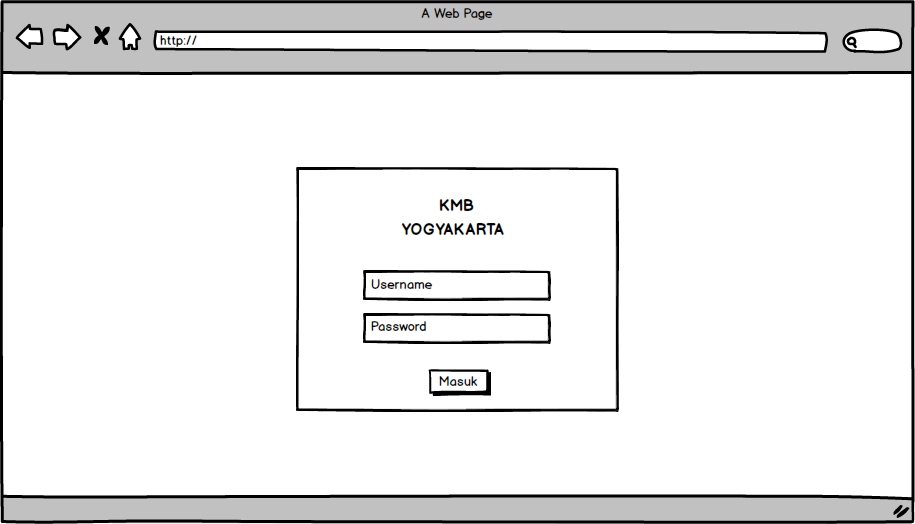 A Web Page
http://
KMB
YOGYAKARTA
Username
Password
Masuk